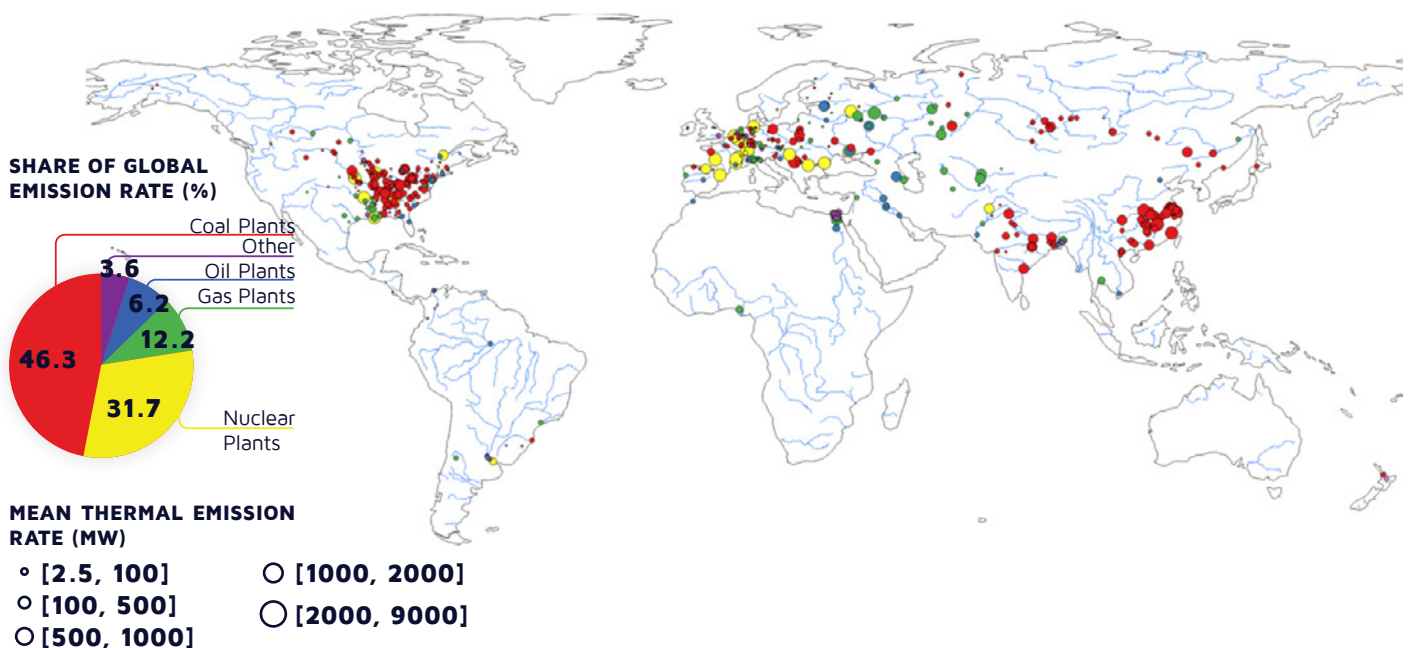 SHARE OF GLOBAL
EMISSION RATE (%)
Coal Plants
Other
3.6
Oil Plants
6.2
Gas Plants
12.2
46.3
31.7
Nuclear
Plants
MEAN THERMAL EMISSION
RATE (MW)
[2.5, 100]
[100, 500]
[500, 1000]
[1000, 2000]
[2000, 9000]